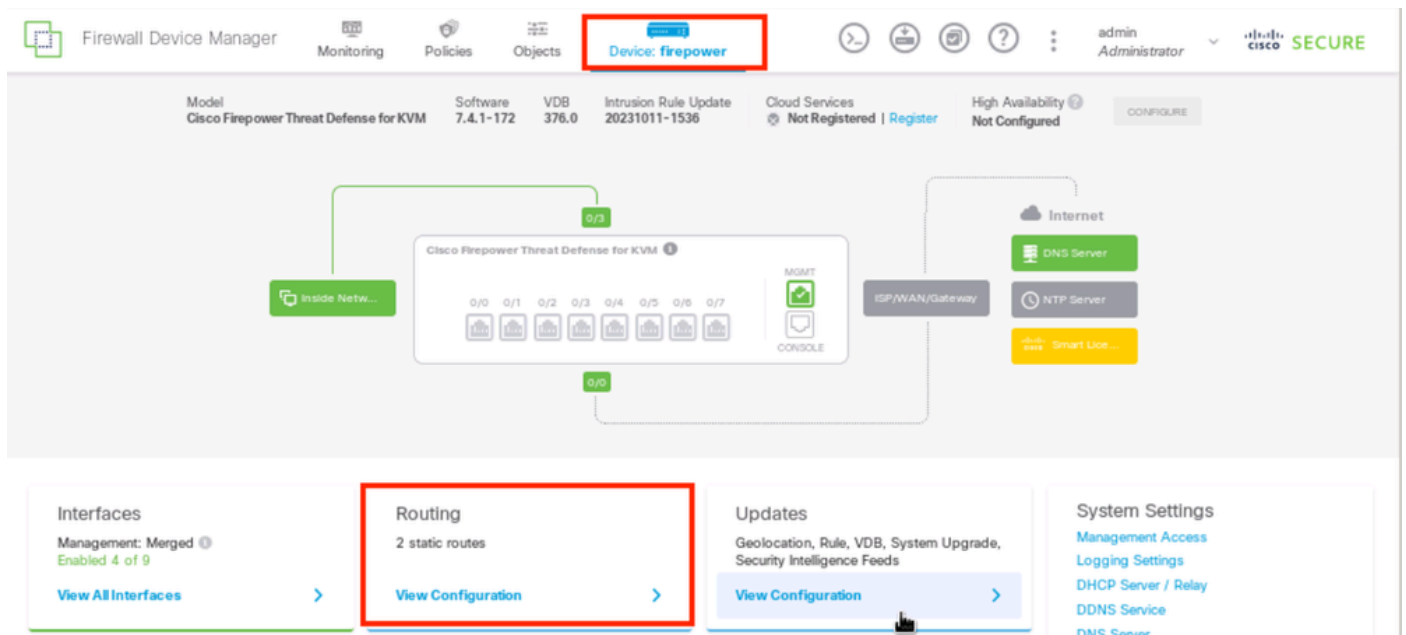 Firewall Device Manager
Monitoring
Policies
Objects
Device: firepower
admin
Administrator
cisco SECURE
Model
Cisco Firepower Threat Defense for KVM
Software
7.4.1-172
VDB
376.0
Intrusion Rule Update
20231011-1536
Cloud Services
Not Registered | Register
High Availability
Not Configured
CONFIGURE
0/3
Internet
Cisco Firepower Threat Defense for KVM
DNS Server
MGMT
Inside Netw...
0/0 0/1 0/2 0/3 0/4 0/5 0/6 0/7
ISP/WAN/Gateway
NTP Server
CONSOLE
Smart Lice...
0/0
Interfaces
Management: Merged
Enabled 4 of 9
View All Interfaces
Routing
2 static routes
View Configuration
Updates
Geolocation, Rule, VDB, System Upgrade,
Security Intelligence Feeds
View Configuration
System Settings
Management Access
Logging Settings
DHCP Server / Relay
DDNS Service
DNS Server